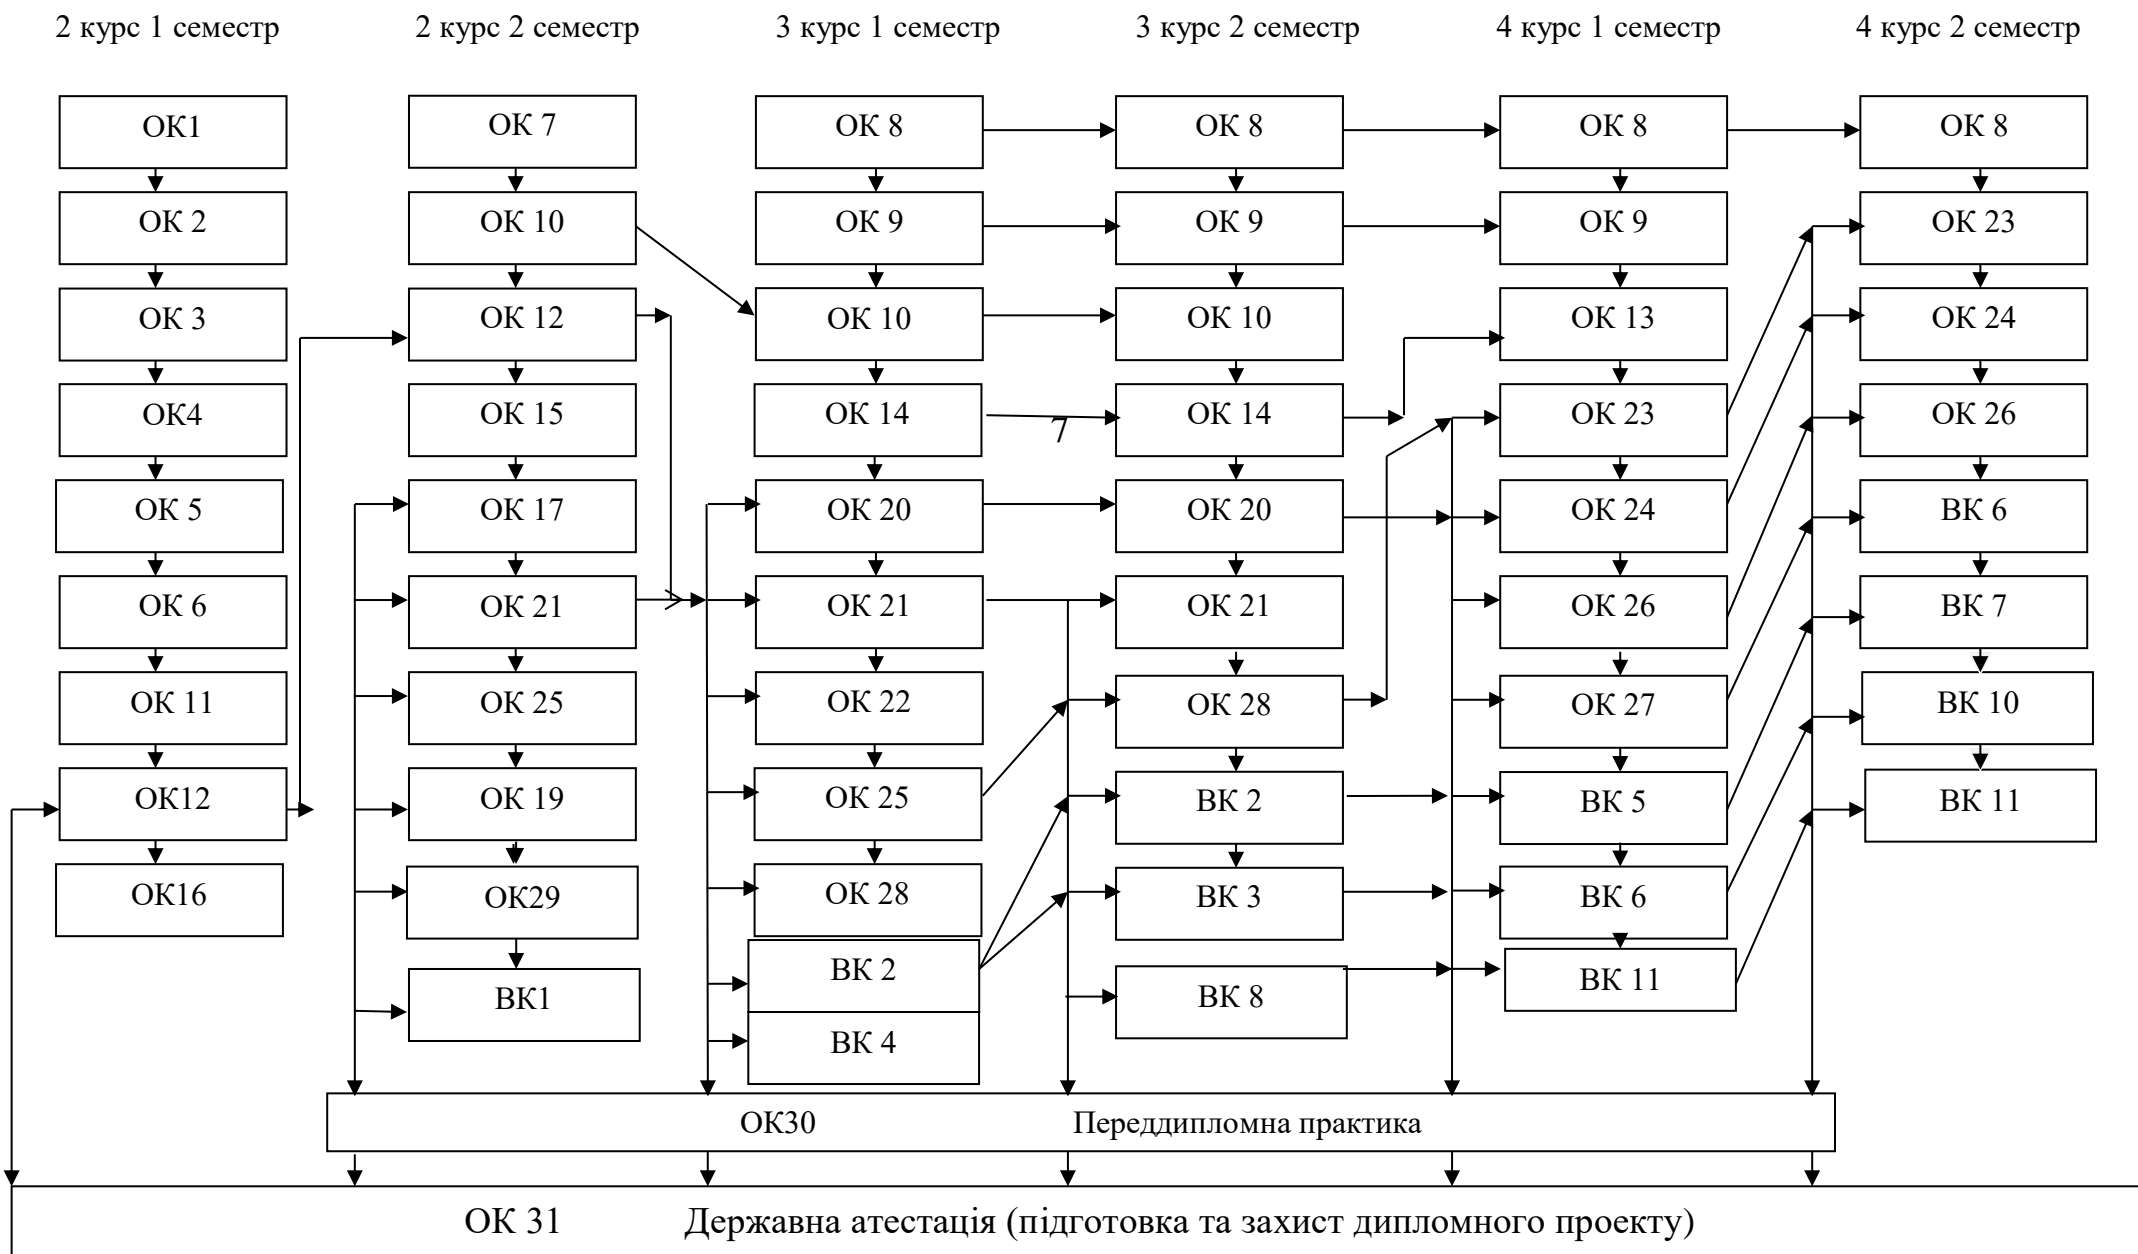 2 курс 1 семестр 2 курс 2 семестр 3 курс 1 семестр 3 курс 2 семестр 4 курс 1 семестр 4 курс 2 семестр
ОК1 ОК 7 ОК 8 ОК 8 ОК 8 ОК 8
ОК 2 ОК 10 ОК 9 ОК 9 ОК 9 ОК 23
ОК 3 ОК 12 ОК 10 ОК 10 ОК 13 ОК 24
ОК4 ОК 15 ОК 14 7 ОК 14 ОК 23 ОК 26
ОК 5 ОК 17 ОК 20 ОК 20 ОК 24 ВК 6
ОК 6 ОК 21 ОК 21 ОК 21 ОК 26 ВК 7
ОК 11 ОК 25 ОК 22 ОК 28 ОК 27 ВК 10
ОК12 ОК 19 ОК 25 ВК 2 ВК 5 ВК 11
ОК16 ОК29 ОК 28 ВК 3 ВК 6
ВК1 ВК 2 ВК 8 ВК 11
ВК 4
ОК30 Переддипломна практика
ОК 31 Державна атестація (підготовка та захист дипломного проекту)